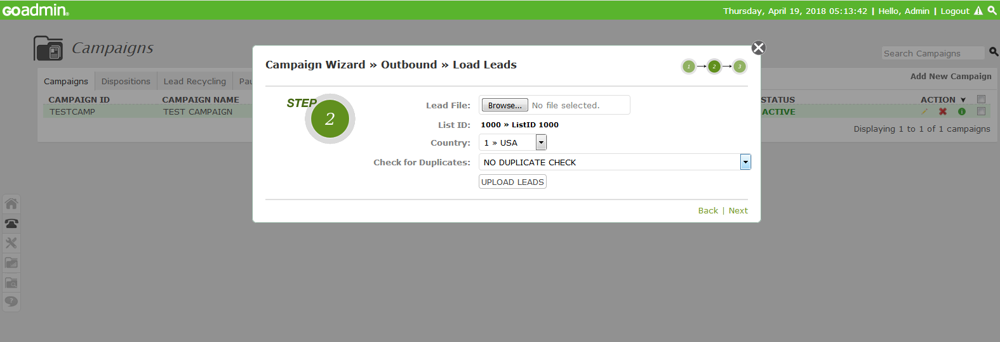 GOadmin®
Thursday, April 19, 2018 05:13:42 | Hello, Admin | Logout
Campaigns
Search Campaigns
Campaigns Dispositions Lead Recycling
Add New Campaign
CAMPAIGN ID CAMPAIGN NAME STATUS ACTION
TESTCAMP TEST CAMPAIGN ACTIVE
Displaying 1 to 1 of 1 campaigns
Campaign Wizard » Outbound » Load Leads
1 2 3
STEP 2
Lead File: Browse... No file selected.
List ID: 1000 » ListID 1000
Country: 1 » USA
Check for Duplicates: NO DUPLICATE CHECK
UPLOAD LEADS
Back | Next